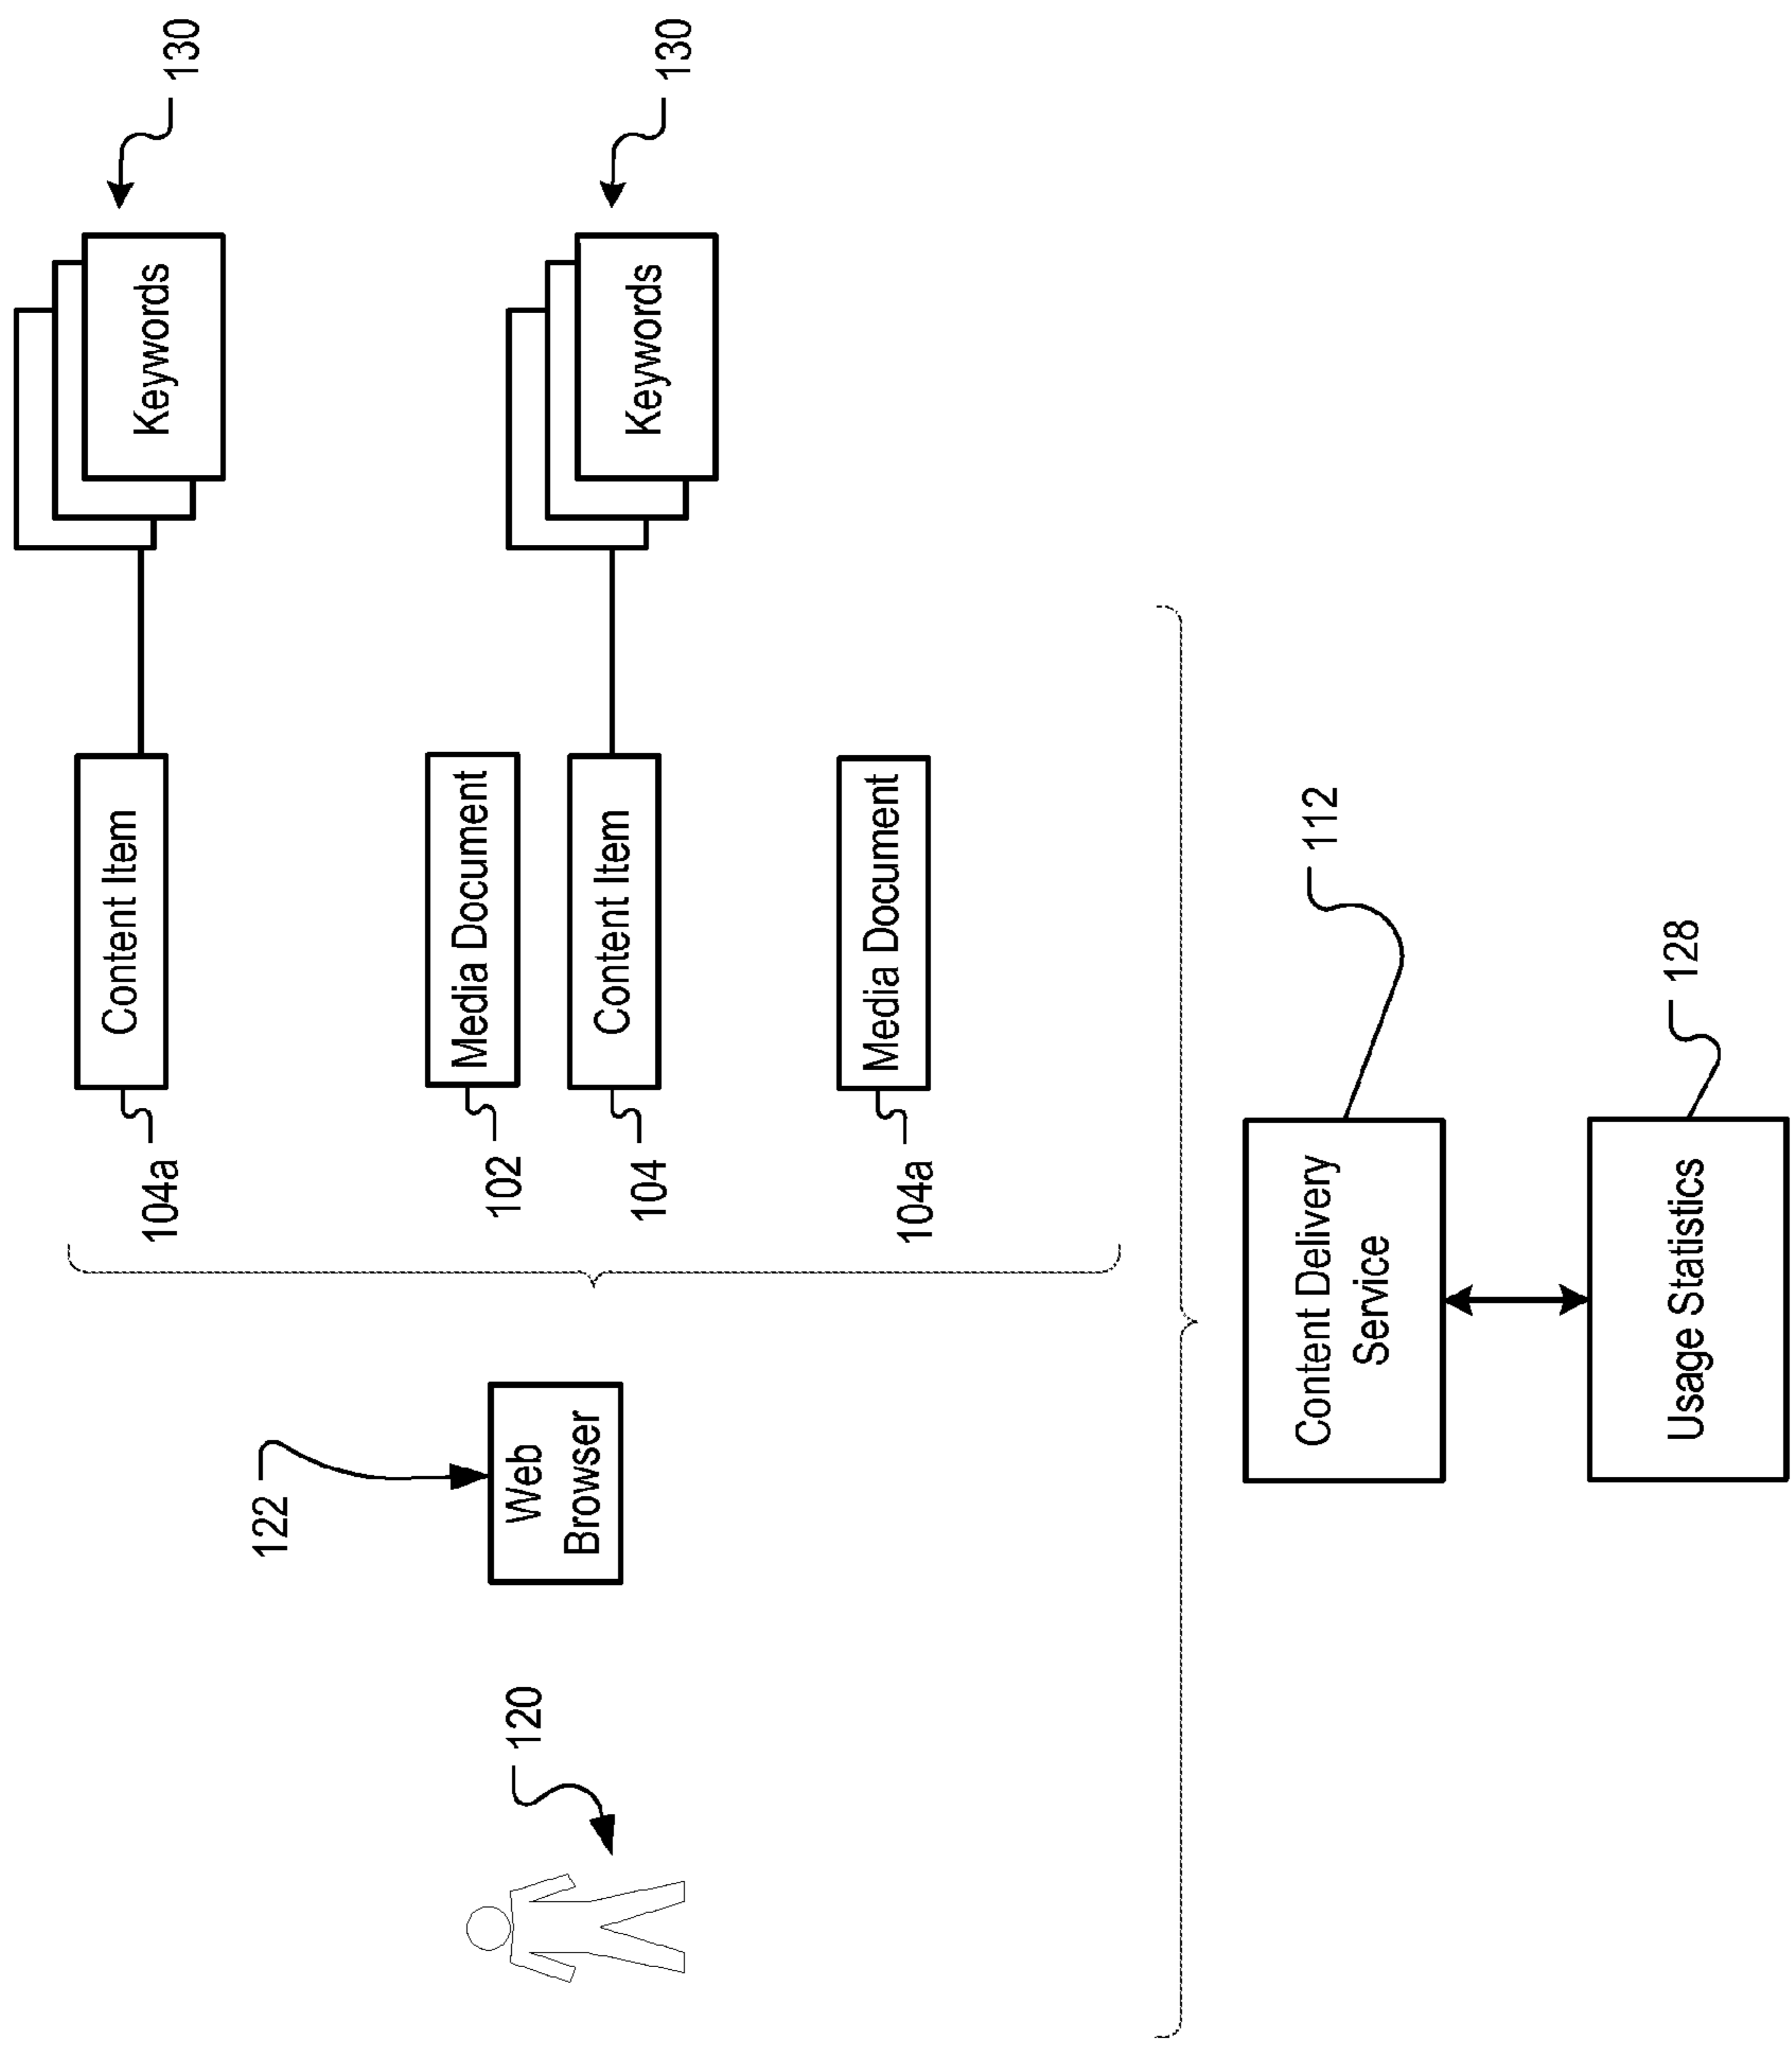 130
Keywords
Content Item
104a
130
Keywords
Media Document
102
Content Item
104
Media Document
104a
122
Web
Browser
120
112
Content Delivery
Service
128
Usage Statistics